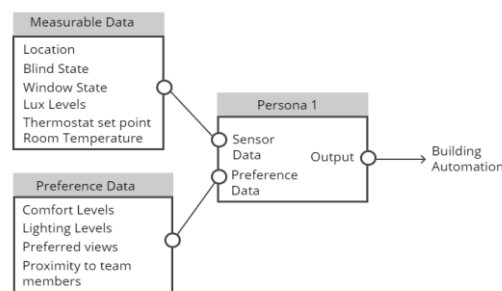 Measurable Data
Location
Blind State
Window State
Lux Levels
Thermostat set point
Room Temperature
Preference Data
Comfort Levels
Lighting Levels
Preferred views
Proximity to team
members
Persona 1
Sensor
Data
Preference
Data
Output
Building
Automation